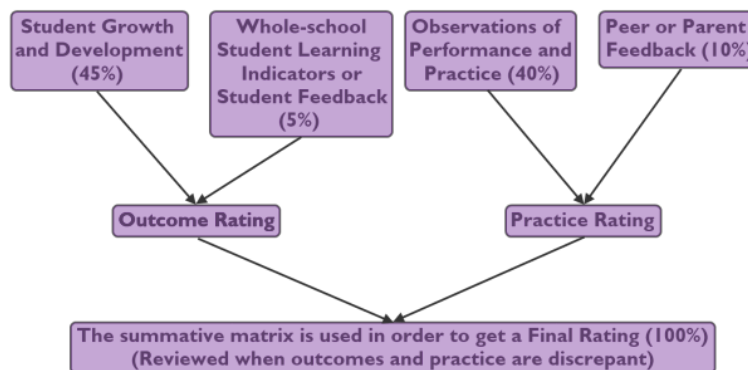 Student Growth
and Development
(45%)
Whole-school
Student Learning
Indicators or
Student Feedback
(5%)
Observations of
Performance and
Practice (40%)
Peer or Parent
Feedback (10%)
Outcome Rating
Practice Rating
The summative matrix is used in order to get a Final Rating (100%)
(Reviewed when outcomes and practice are discrepant)